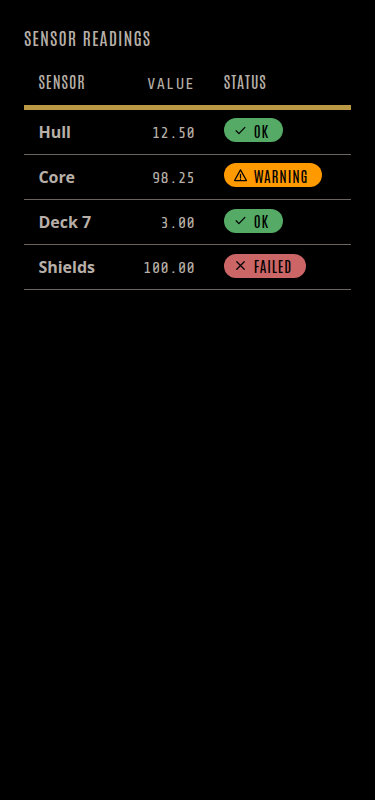 SENSOR READINGS
SENSOR VALUE STATUS
Hull 12.50 OK
Core 98.25 WARNING
Deck 7 3.00 OK
Shields 100.00 FAILED